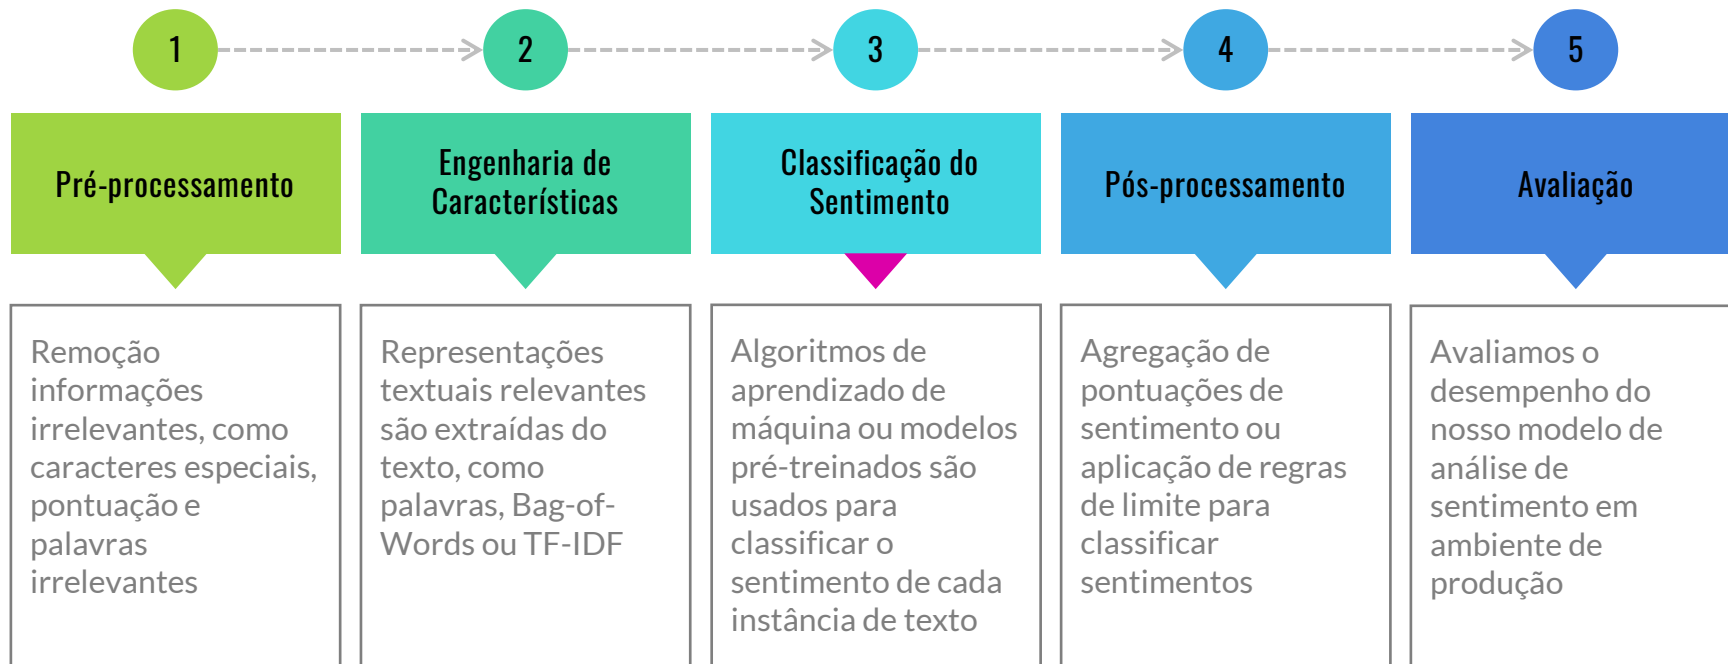 1
2
3
4
5
Pré-processamento
Engenharia de
Características
Classificação do
Sentimento
Pós-processamento
Avaliação
Remoção
informações
irrelevantes, como
caracteres especiais,
pontuação e
palavras
irrelevantes
Representações
textuais relevantes
são extraídas do
texto, como
palavras, Bag-of-
Words ou TF-IDF
Algoritmos de
aprendizado de
máquina ou modelos
pré-treinados são
usados para
classificar o
sentimento de cada
instância de texto
Agregação de
pontuações de
sentimento ou
aplicação de regras
de limite para
classificar
sentimentos
Avaliamos o
desempenho do
nosso modelo de
análise de
sentimento em
ambiente de
produção